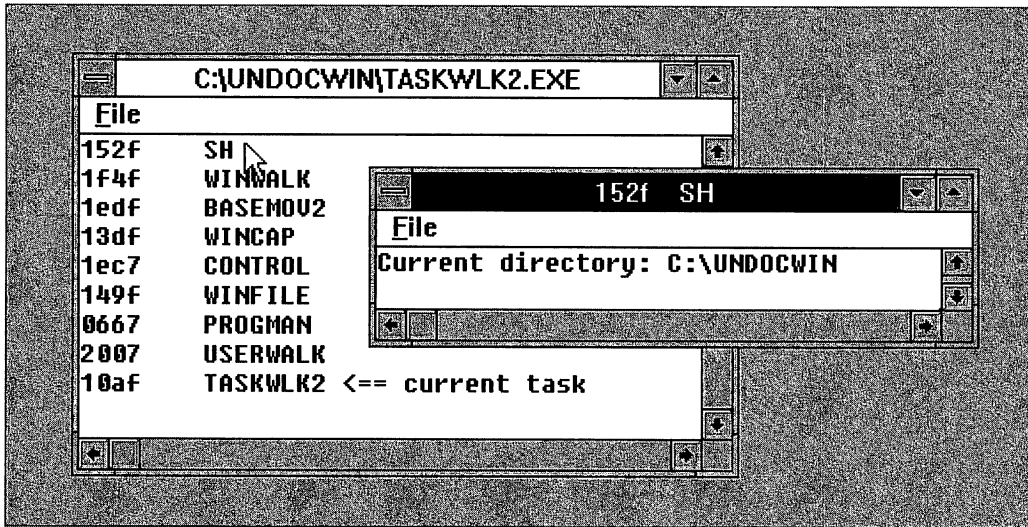 C:\UNDOCWIN\TASKWLK2.EXE
File
152f SH
1f4f WINWALK
1edf BASEMOV2
13df WINCAP
1ec7 CONTROL
149f WINFILE
0667 PROGMAN
2007 USERWALK
10af TASKWLK2 <== current task
152f SH
File
Current directory: C:\UNDOCWIN